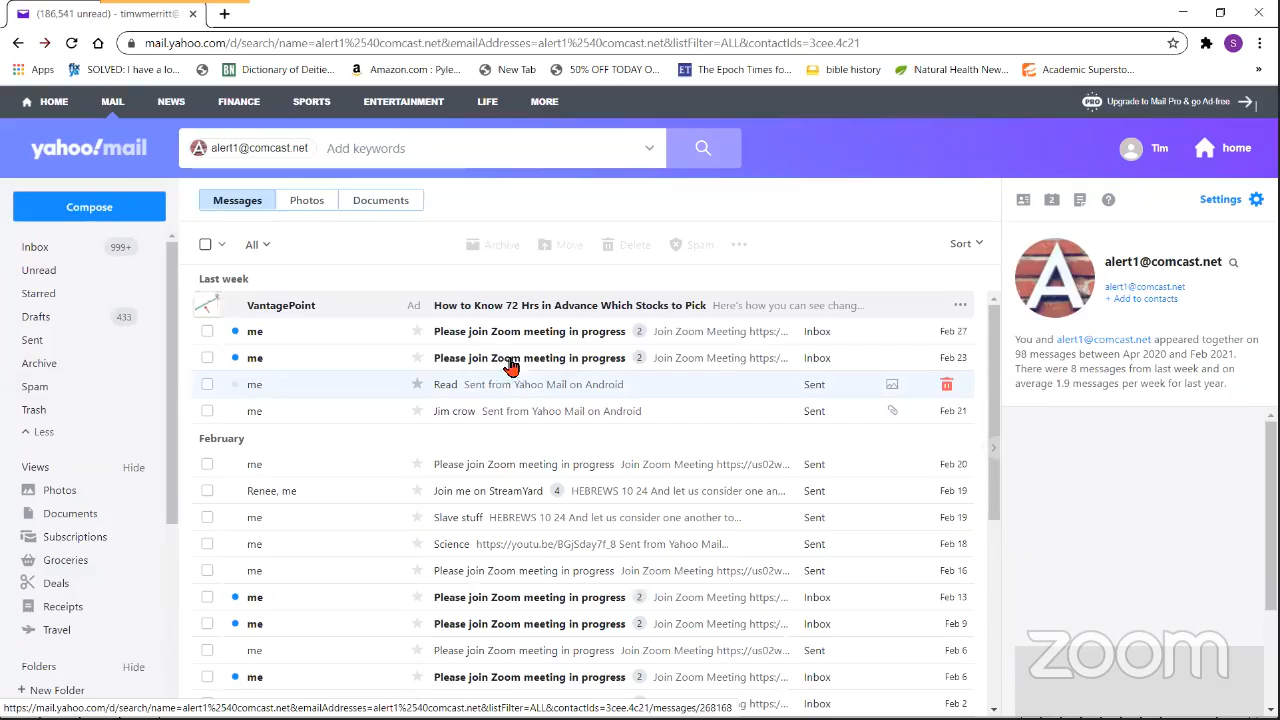 (186,541 unread) - timwmerritt@
mail.yahoo.com/d/search/name=alert1%2540comcast.net&emailAddresses=alert1%2540comcast.net&listFilter=ALL&contactIds=3cee.4c21
S
Apps SOLVED: I have a lo... BN Dictionary of Deitie... Amazon.com : Pyle... New Tab 50% OFF TODAY O... ET The Epoch Times fo... bible history Natural Health New... Academic Supersto... »
HOME MAIL NEWS FINANCE SPORTS ENTERTAINMENT LIFE MORE PRO Upgrade to Mail Pro & go Ad-free
yahoo!mail A alert1@comcast.net Add keywords Tim home
Compose Messages Photos Documents 2 Settings
Inbox 999+
Unread
Starred
Drafts 433
Sent
Archive
Spam
Trash
Less
Views Hide
Photos
Documents
Subscriptions
Groceries
Deals
Receipts
Travel
Folders Hide
+ New Folder
All Archive Move Delete Spam Sort
Last week
VantagePoint Ad How to Know 72 Hrs in Advance Which Stocks to Pick Here's how you can see chang...
me Please join Zoom meeting in progress 2 Join Zoom Meeting https:/... Inbox Feb 27
me Please join Zoom meeting in progress 2 Join Zoom Meeting https:/... Inbox Feb 23
me Read Sent from Yahoo Mail on Android Sent
me Jim crow Sent from Yahoo Mail on Android Sent Feb 21
February
me Please join Zoom meeting in progress Join Zoom Meeting https://us02w... Sent Feb 20
Renee, me Join me on StreamYard 4 HEBREWS 10 24 And let us consider one an... Sent Feb 19
me Slave stuff HEBREWS 10 24 And let us consider one another to... Sent Feb 19
me Science https://youtu.be/BGjSday7f_8 Sent from Yahoo Mail... Sent Feb 18
me Please join Zoom meeting in progress Join Zoom Meeting https://us02w... Sent Feb 16
me Please join Zoom meeting in progress 2 Join Zoom Meeting https:/... Inbox Feb 13
me Please join Zoom meeting in progress 2 Join Zoom Meeting https:/... Inbox Feb 9
me Please join Zoom meeting in progress Join Zoom Meeting https://us02w... Sent Feb 6
me Please join Zoom meeting in progress 2 Join Zoom Meeting https:/... Inbox Feb 6
Inbox Feb 2
A
alert1@comcast.net
alert1@comcast.net
+ Add to contacts
You and alert1@comcast.net appeared together on
98 messages between Apr 2020 and Feb 2021.
There were 8 messages from last week and on
average 1.9 messages per week for last year.
zoom
https://mail.yahoo.com/d/search/name=alert1%2540comcast.net&emailAddresses=alert1%2540comcast.net&listFilter=ALL&contactIds=3cee.4c21/messages/268168